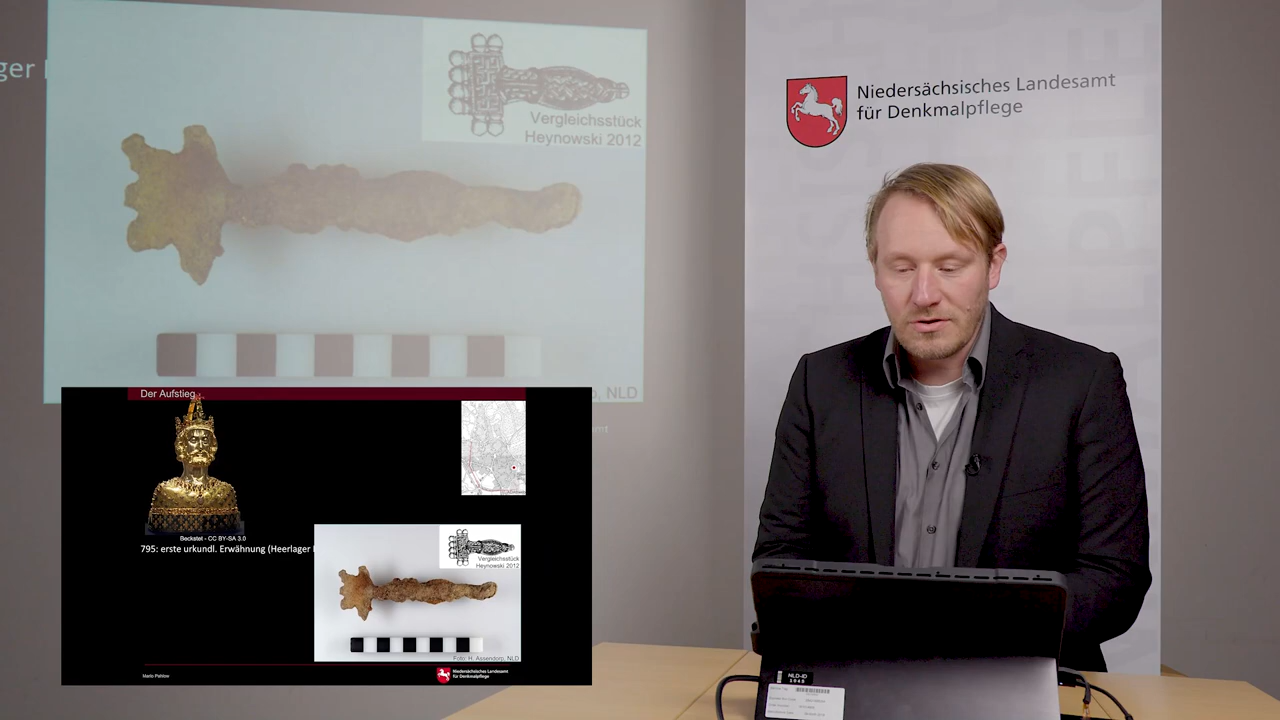 ger
Vergleichsstück
Heynowski 2012
NLD
Niedersächsisches Landesamt
für Denkmalpflege
Der Aufstieg
Beckstet - CC BY-SA 3.0
795: erste urkundl. Erwähnung (Heerlager
Vergleichsstück
Heynowski 2012
Foto: H. Assendorp, NLD
Mario Pahlow
Niedersächsisches Landesamt
für Denkmalpflege
NLD-ID